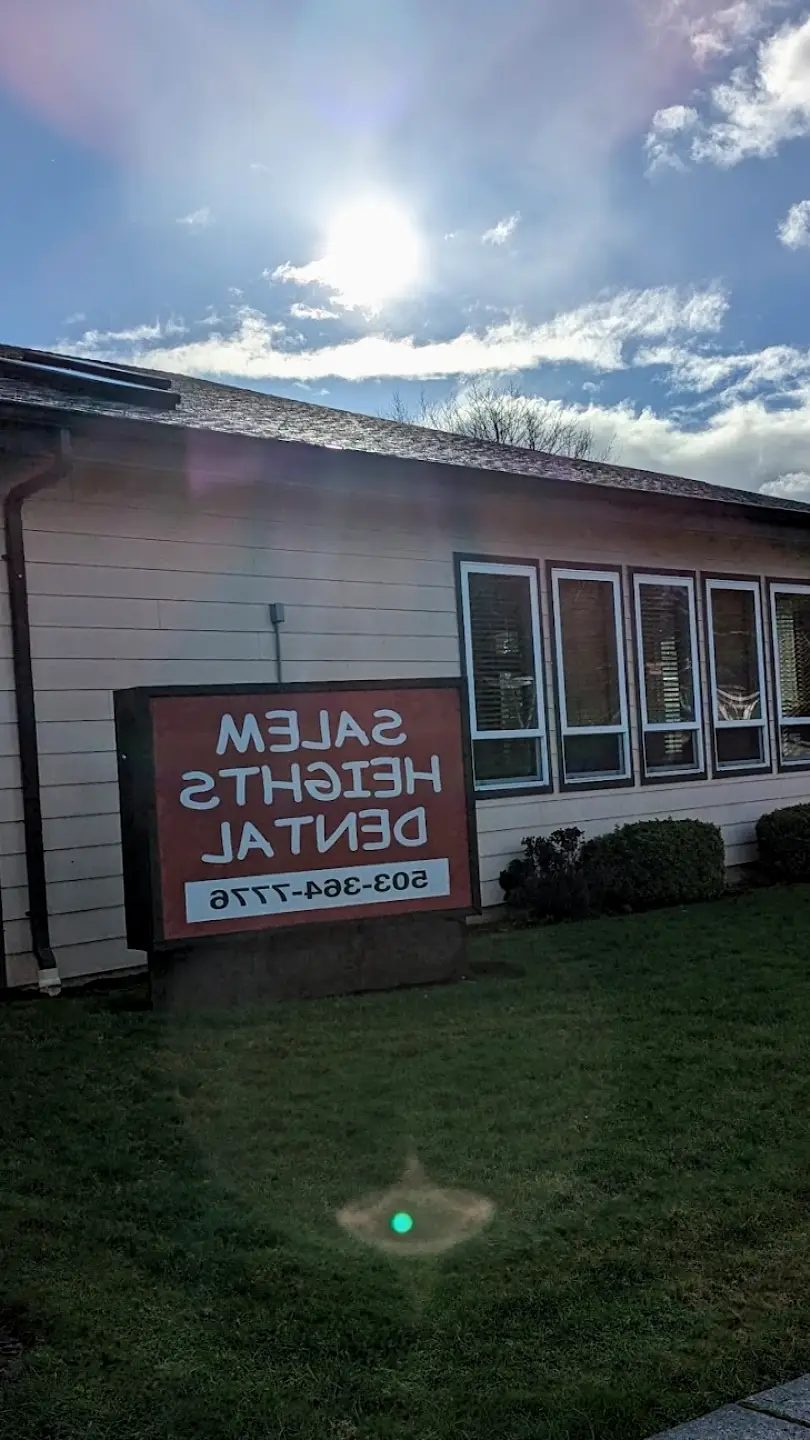 SALEM
HEIGHTS
DENTAL
503-364-7776